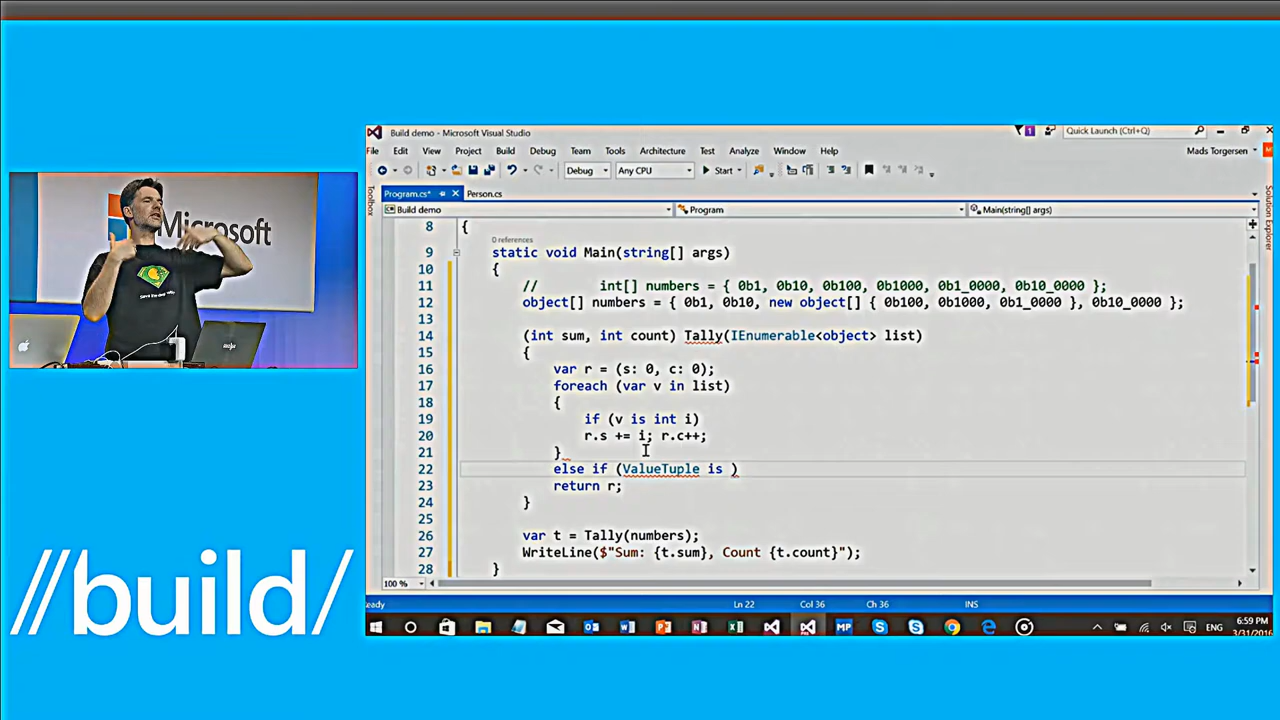 Microsoft
//build/
Build demo - Microsoft Visual Studio
1
Quick Launch (Ctrl+Q)
File Edit View Project Build Debug Team Tools Architecture Test Analyze Window Help
Mads Torgersen
Debug Any CPU Start
Toolbox
Program.cs* Person.cs
Solution Explorer
Build demo Program Main(string[] args)
8 {
0 references
9 static void Main(string[] args)
10 {
11 // int[] numbers = { 0b1, 0b10, 0b100, 0b1000, 0b1_0000, 0b10_0000 };
12 object[] numbers = { 0b1, 0b10, new object[] { 0b100, 0b1000, 0b1_0000 }, 0b10_0000 };
13
14 (int sum, int count) Tally(IEnumerable<object> list)
15 {
16 var r = (s: 0, c: 0);
17 foreach (var v in list)
18 {
19 if (v is int i)
20 r.s += i; r.c++;
21 }
22 else if (ValueTuple is )
23 return r;
24 }
25
26 var t = Tally(numbers);
27 WriteLine($"Sum: {t.sum}, Count {t.count}");
28 }
100 %
eady Ln 22 Col 36 Ch 36 INS
ENG
6:59 PM
3/31/2016